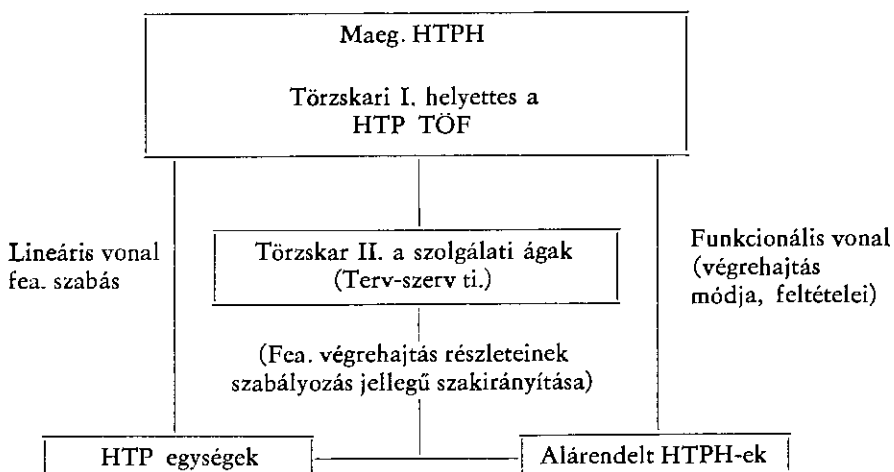 Maeg. HTPH
Törzskari I. helyettes a
HTP TÖF
Lineáris vonal
fea. szabás
Törzskar II. a szolgálati ágak
(Terv-szerv ti.)
Funkcionális vonal
(végrehajtás
módja, feltételei)
(Fea. végrehajtás részleteinek
szabályozás jellegű szakirányítása)
HTP egységek
Alárendelt HTPH-ek